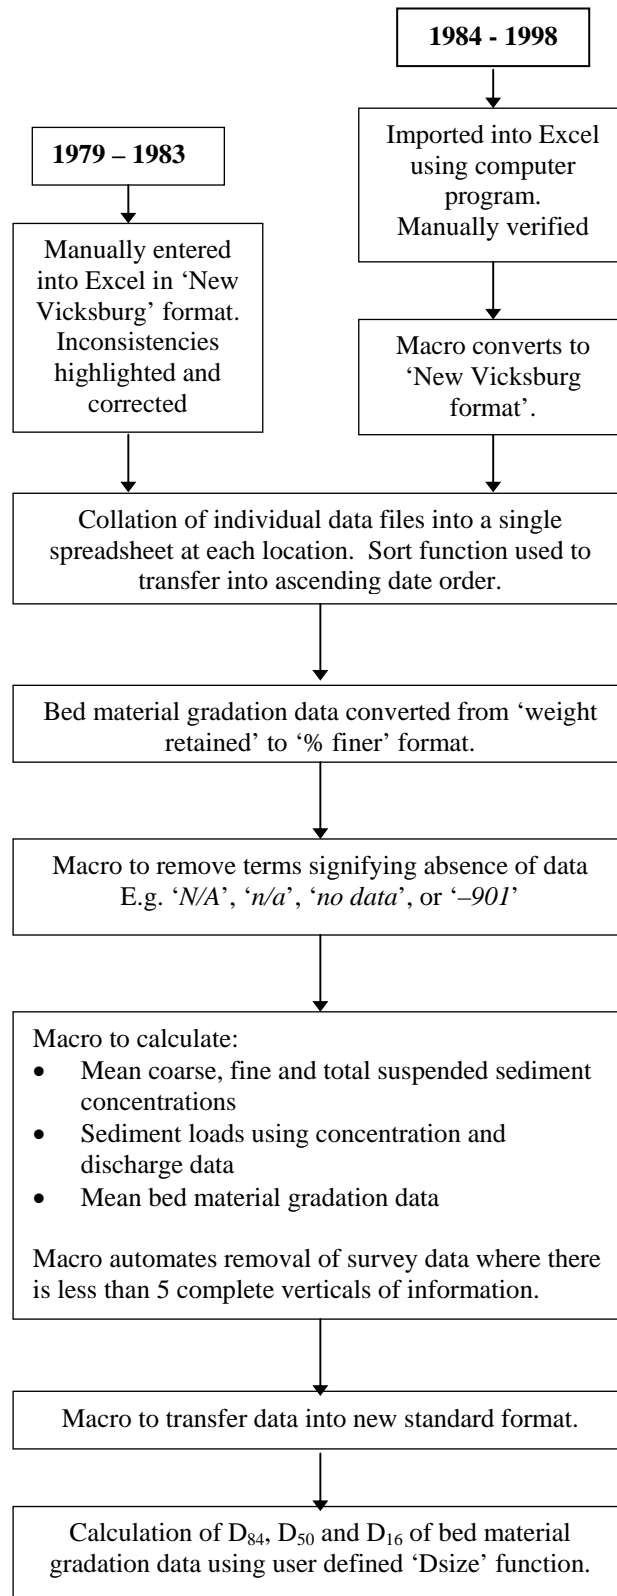 1984 - 1998
Imported into Excel
using computer
program.
Manually verified
1979 – 1983
Manually entered
into Excel in ‘New
Vicksburg’ format.
Inconsistencies
highlighted and
corrected
Macro converts to
‘New Vicksburg
format’.
Collation of individual data files into a single
spreadsheet at each location.  Sort function used to
transfer into ascending date order.
Bed material gradation data converted from ‘weight
retained’ to ‘% finer’ format.
Macro to remove terms signifying absence of data
E.g. ‘N/A’, ‘n/a’, ‘no data’, or ‘–901’
Macro to calculate:
• Mean coarse, fine and total suspended sediment
concentrations
• Sediment loads using concentration and
discharge data
• Mean bed material gradation data
Macro automates removal of survey data where there
is less than 5 complete verticals of information.
Macro to transfer data into new standard format.
Calculation of D84, D50 and D16 of bed material
gradation data using user defined ‘Dsize’ function.